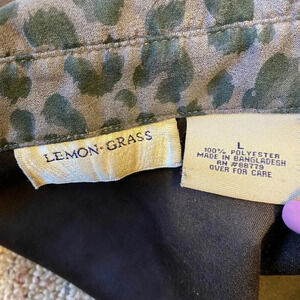 LEMON·GRASS
L
100% POLYESTER
MADE IN BANGLADESH
RN #88779
OVER FOR CARE